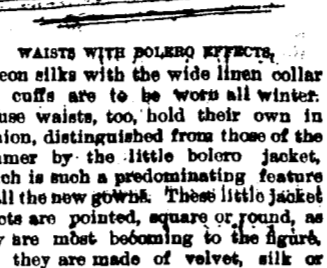 WAISTS WITH BOLERO EFFECTS,
eon silks with the wide linen collar
cuffs are to be worn all winter.
use waists, too, hold their own in
ion, distinguished from those of the
mer by the little bolero jacket,
ch is such a predominating feature
ll the new gowns. These little jacket
cts are pointed, square or round, as
y are most becoming to the figure,
they are made of velvet, silk or